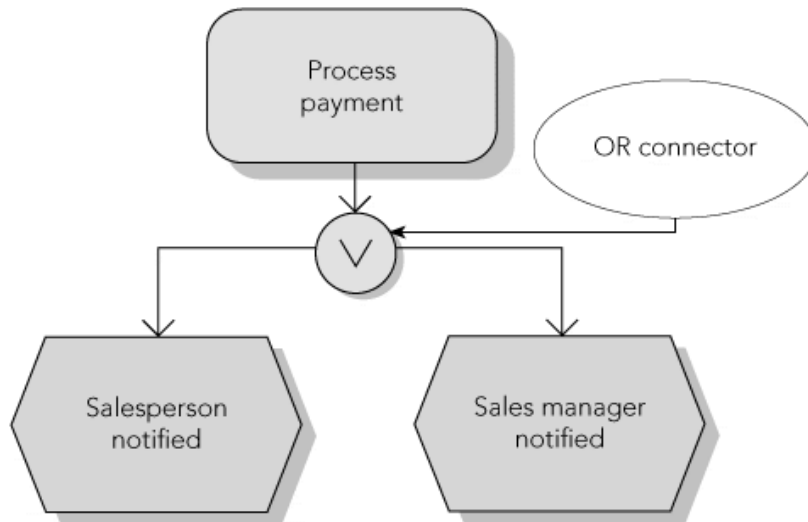 Process
payment
OR connector
V
Salesperson
notified
Sales manager
notified